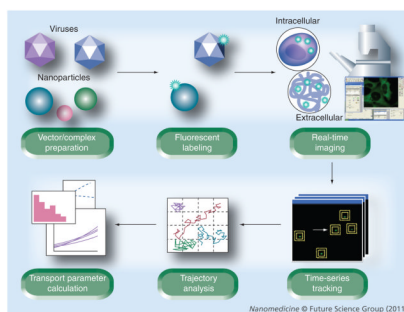 Viruses
Nanoparticles
Intracellular
Extracellular
Vector/complex
preparation
Fluorescent
labeling
Real-time
imaging
Transport parameter
calculation
Trajectory
analysis
Time-series
tracking
Nanomedicine © Future Science Group (2011